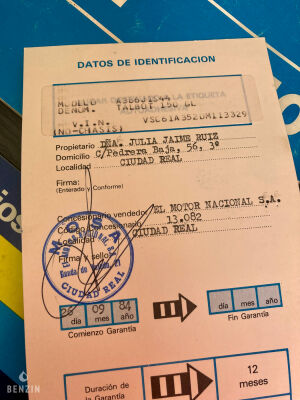 DATOS DE IDENTIFICACION
MODELO
DENOM. TALBOT 150 GL
V.I.N. VSC61A352DM113329
(NO-CHASIS)
Propietario DÑA. JULIA JAIME RUIZ
Domicilio C/Pedrera Baja, 56, 3º
Localidad CIUDAD REAL
Firma:
(Enterado y Conforme)
Concesionario vendedor EL MOTOR NACIONAL S.A.
Código Concesionario 13.082
Localidad CIUDAD REAL
Firma y sello
CIUDAD REAL
26 09 84
día mes año
día mes año
Comienzo Garantía
Fin Garantía
Duración de
la Garantía
12
meses
BENZIN